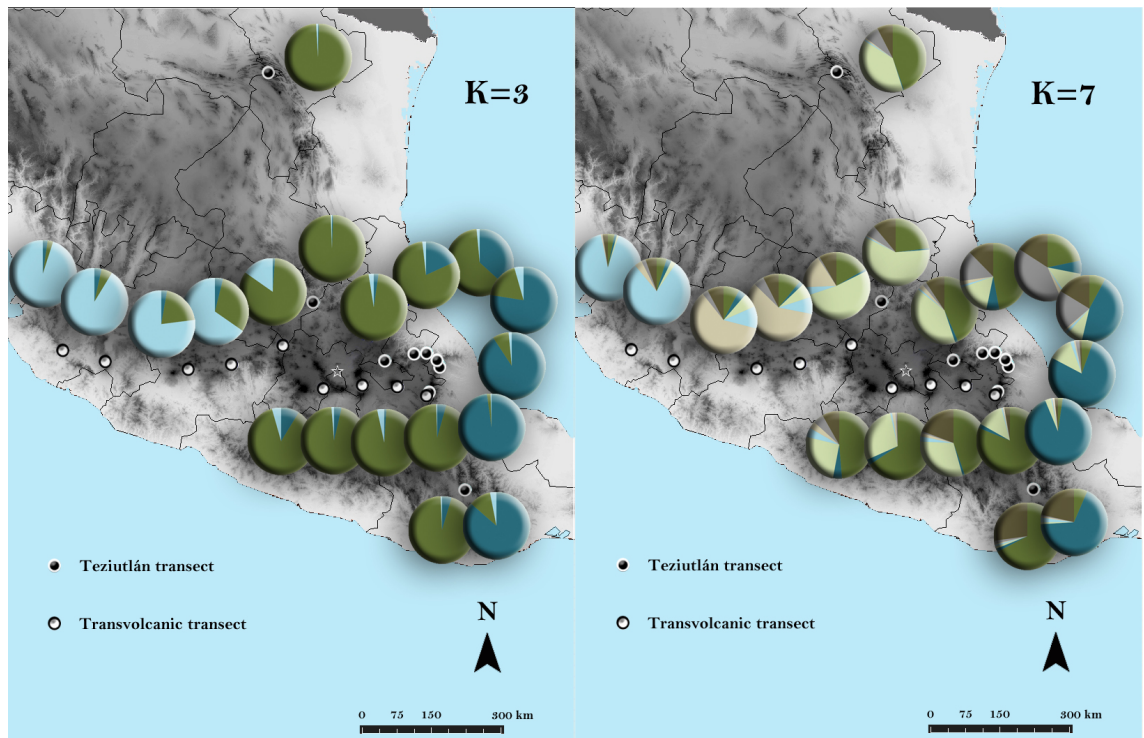 K=3
Teziutlán transect
Transvolcanic transect
N
0 75 150 300 km
K=7
Teziutlán transect
Transvolcanic transect
N
0 75 150 300 km